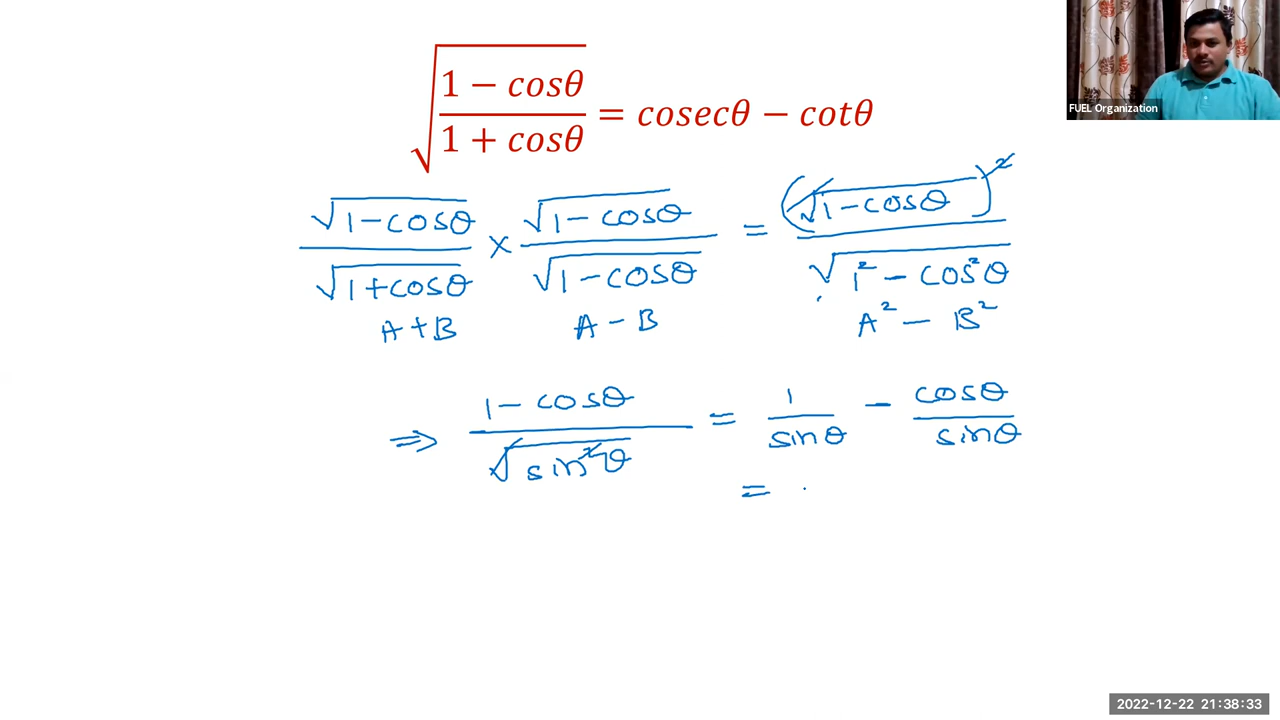 √(1 − cosθ / 1 + cosθ) = cosecθ − cotθ
FUEL Organization
√1−cosθ / √1+cosθ × √1−cosθ / √1−cosθ = (√1−cosθ)² / √1²−cos²θ
A+B A−B A²−B²
⇒ 1−cosθ / √sin²θ = 1/sinθ − cosθ/sinθ
=
2022-12-22 21:38:33